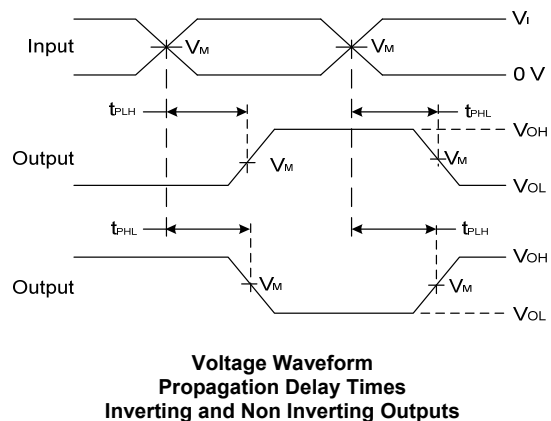 Input VM VM VI
0 V
tPLH tPHL
Output VM VM VOH
VOL
tPHL tPLH
Output VM VM VOH
VOL
Voltage Waveform
Propagation Delay Times
Inverting and Non Inverting Outputs